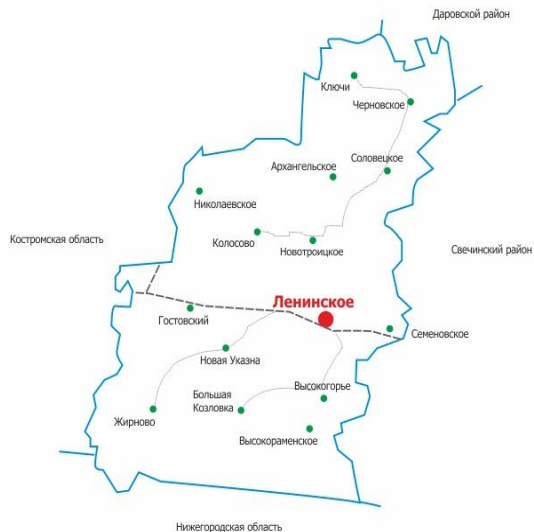 Даровской район
Ключи
Черновское
Соловецкое
Архангельское
Николаевское
Костромская область
Колосово
Новотроицкое
Свечинский район
Ленинское
Гостовский
Семеновское
Новая Указна
Высокогорье
Большая
Козловка
Жирново
Высокораменское
Нижегородская область